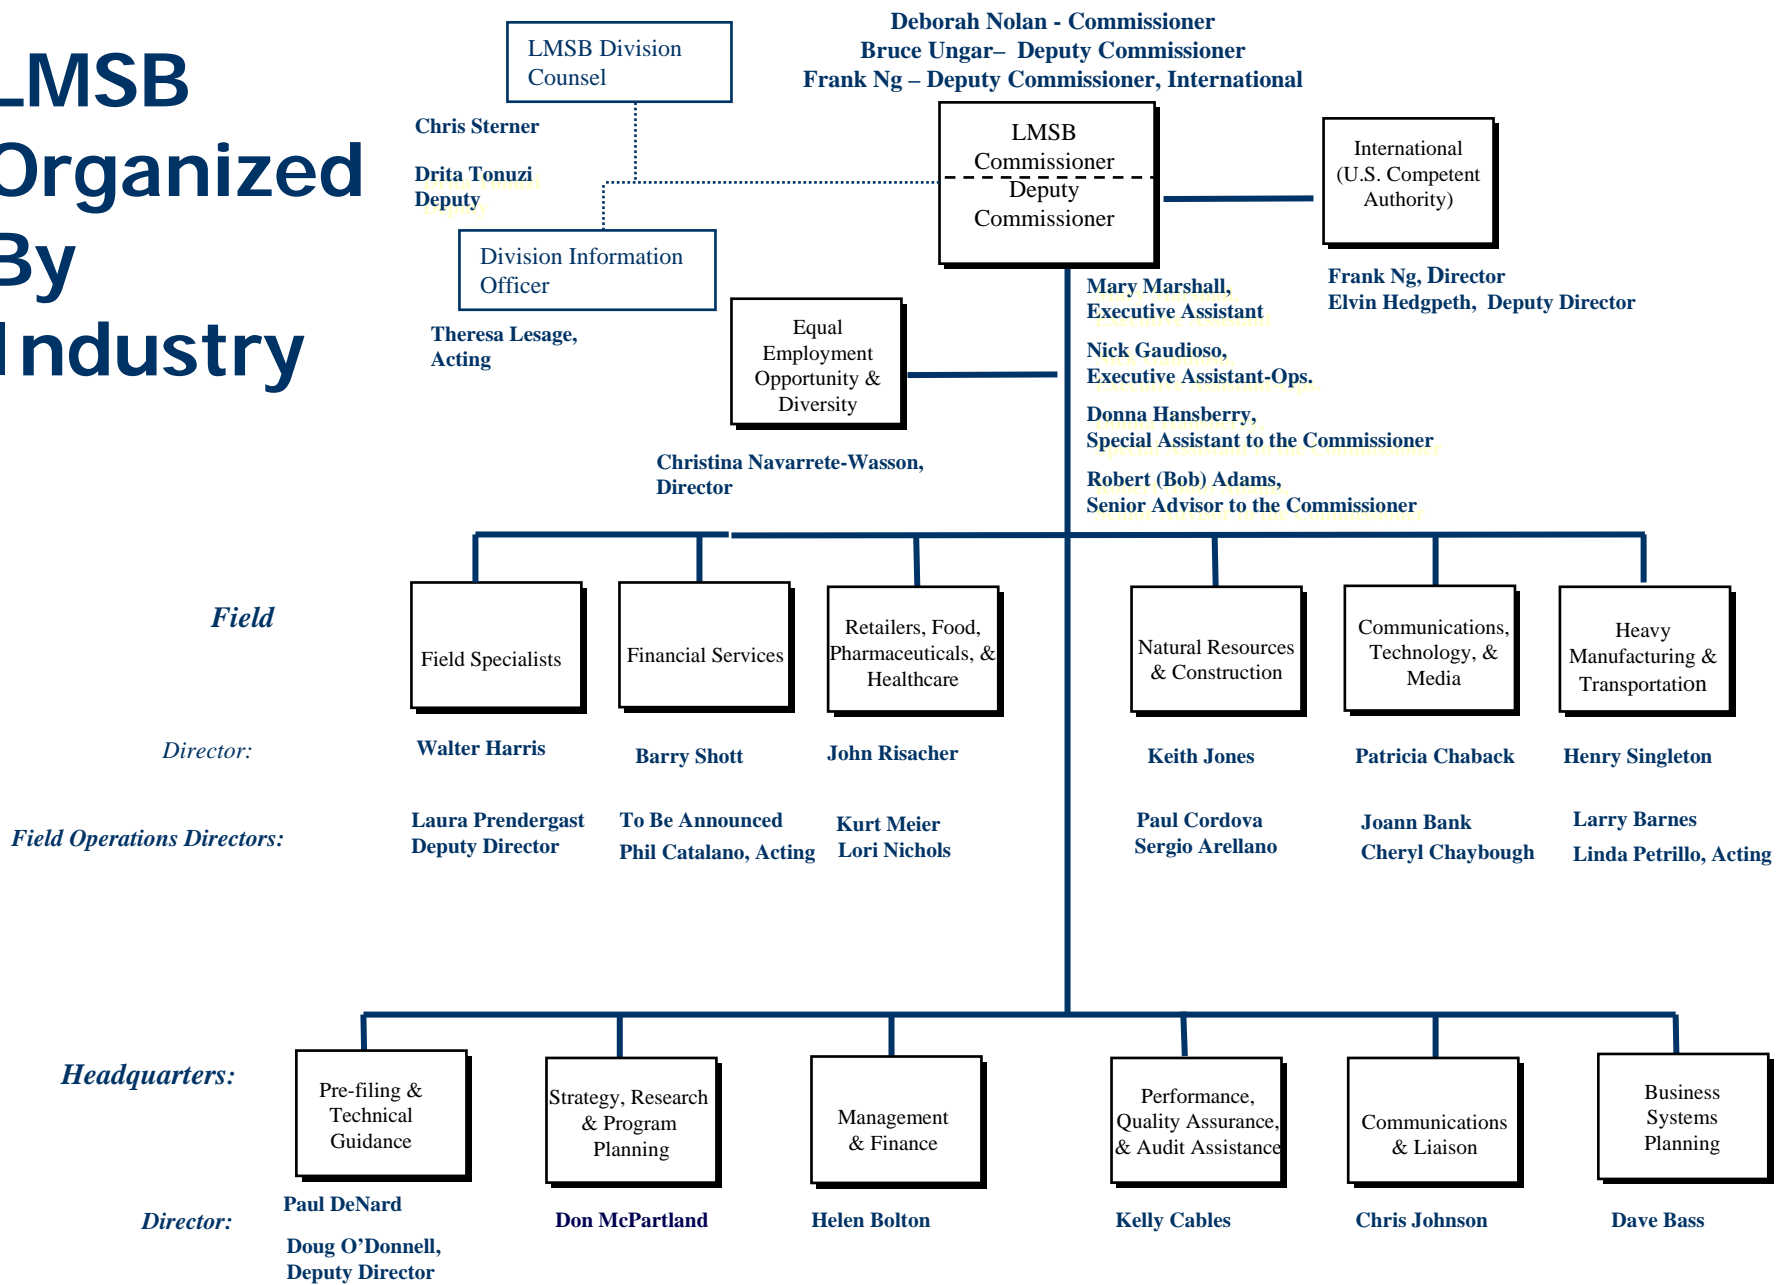 LMSB
Organized
By
Industry
Deborah Nolan - Commissioner
Bruce Ungar– Deputy Commissioner
Frank Ng – Deputy Commissioner, International
LMSB Division
Counsel
Chris Sterner
Drita Tonuzi
Deputy
LMSB
Commissioner
Deputy
Commissioner
International
(U.S. Competent
Authority)
Frank Ng, Director
Elvin Hedgpeth, Deputy Director
Division Information
Officer
Theresa Lesage,
Acting
Equal
Employment
Opportunity &
Diversity
Christina Navarrete-Wasson,
Director
Mary Marshall,
Executive Assistant
Nick Gaudioso,
Executive Assistant-Ops.
Donna Hansberry,
Special Assistant to the Commissioner
Robert (Bob) Adams,
Senior Advisor to the Commissioner
Field
Field Specialists
Financial Services
Retailers, Food,
Pharmaceuticals, &
Healthcare
Natural Resources
& Construction
Communications,
Technology, &
Media
Heavy
Manufacturing &
Transportation
Director:
Walter Harris
Barry Shott
John Risacher
Keith Jones
Patricia Chaback
Henry Singleton
Field Operations Directors:
Laura Prendergast
Deputy Director
To Be Announced
Phil Catalano, Acting
Kurt Meier
Lori Nichols
Paul Cordova
Sergio Arellano
Joann Bank
Cheryl Chaybough
Larry Barnes
Linda Petrillo, Acting
Headquarters:
Pre-filing &
Technical
Guidance
Strategy, Research
& Program
Planning
Management
& Finance
Performance,
Quality Assurance,
& Audit Assistance
Communications
& Liaison
Business
Systems
Planning
Director:
Paul DeNard
Doug O’Donnell,
Deputy Director
Don McPartland
Helen Bolton
Kelly Cables
Chris Johnson
Dave Bass